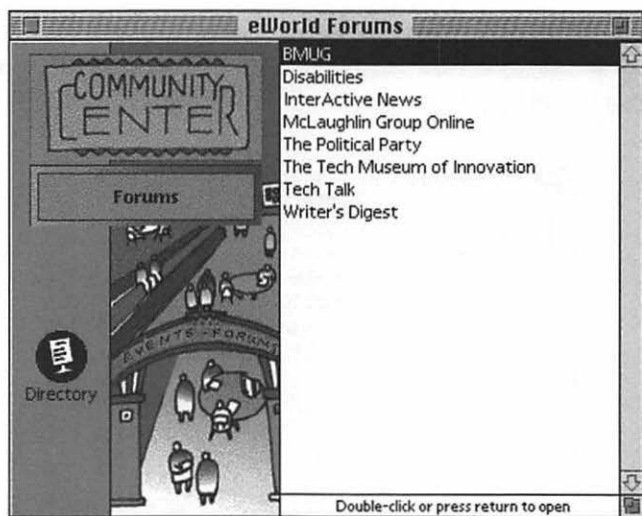 eWorld Forums
COMMUNITY
CENTER
Forums
EVENTS - FORUMS
Directory
BMUG
Disabilities
InterActive News
McLaughlin Group Online
The Political Party
The Tech Museum of Innovation
Tech Talk
Writer's Digest
Double-click or press return to open